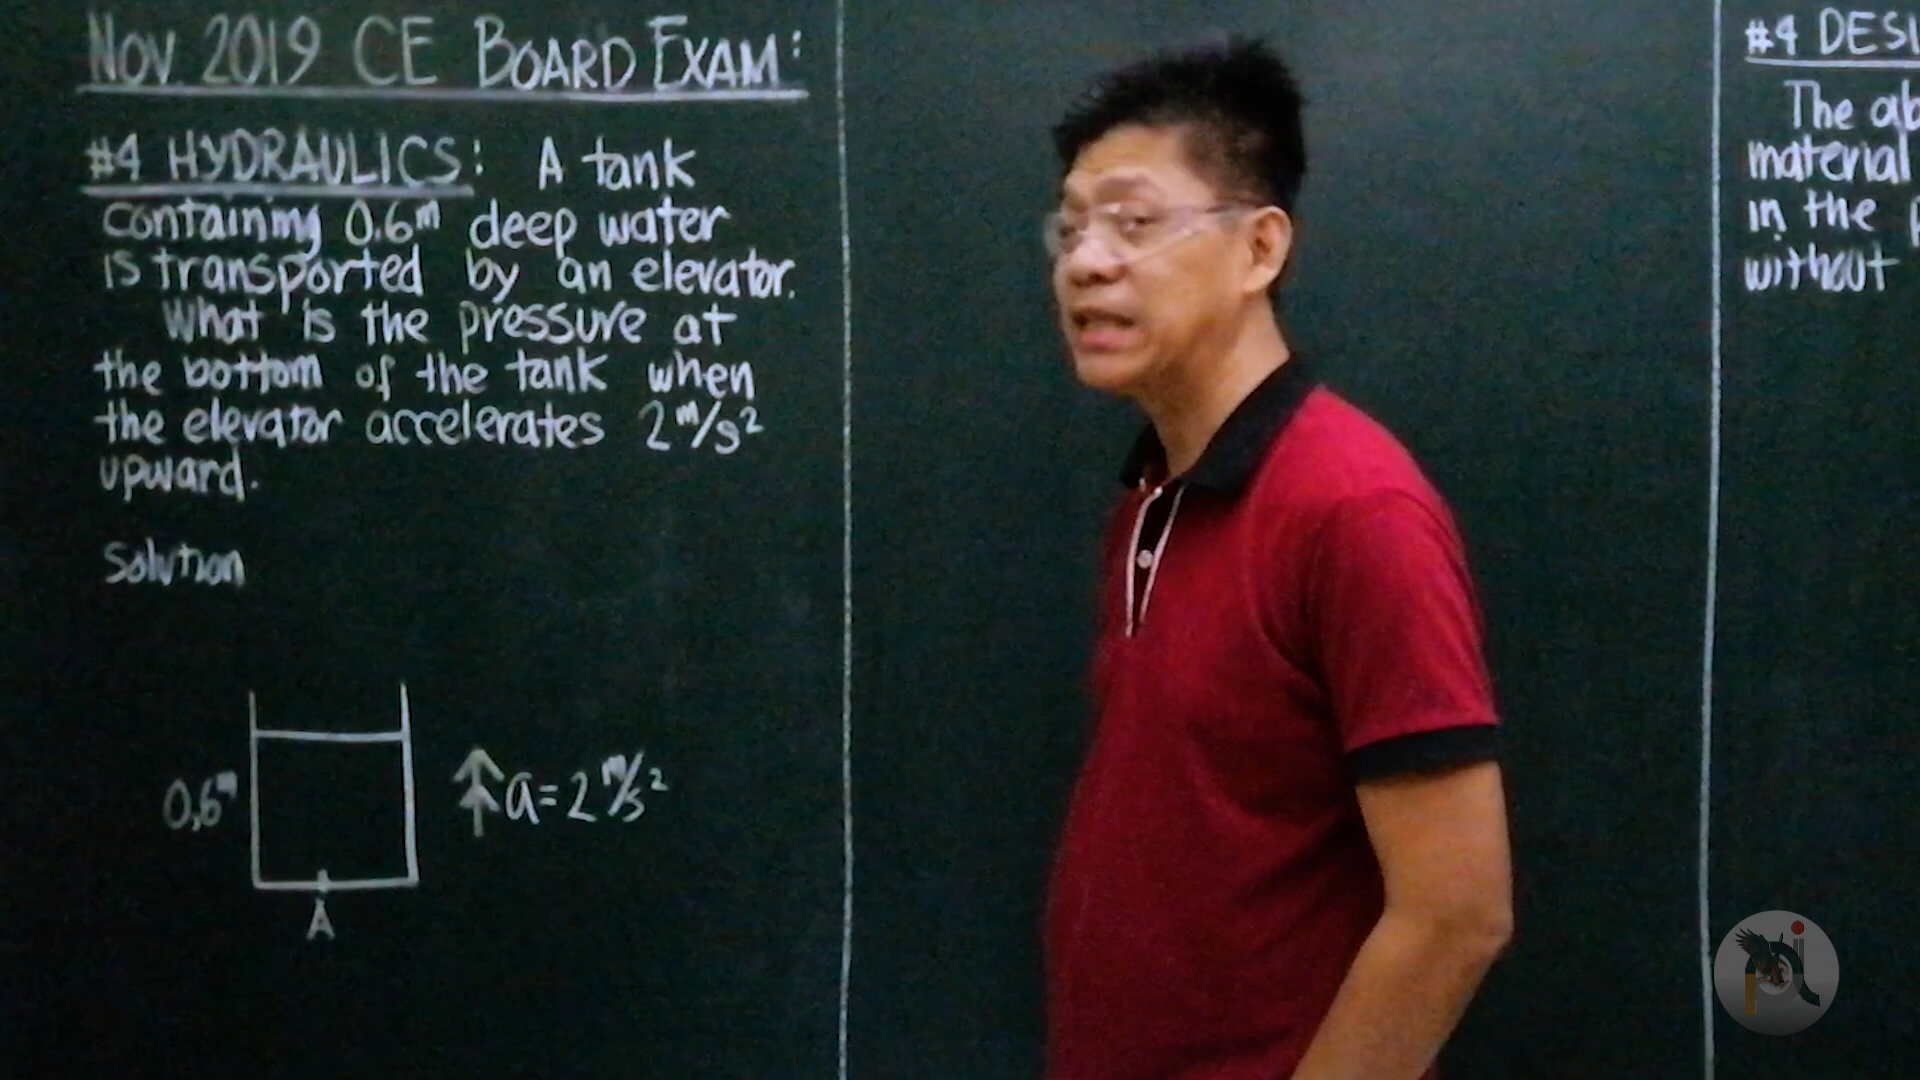 Nov. 2019 CE BOARD EXAM:
#4 HYDRAULICS: A tank
containing 0.6m deep water
is transported by an elevator.
What is the pressure at
the bottom of the tank when
the elevator accelerates 2 m/s²
upward.
Solution
0,6m
a=2 m/s²
A
#4 DESI
The ab
material
in the p
without